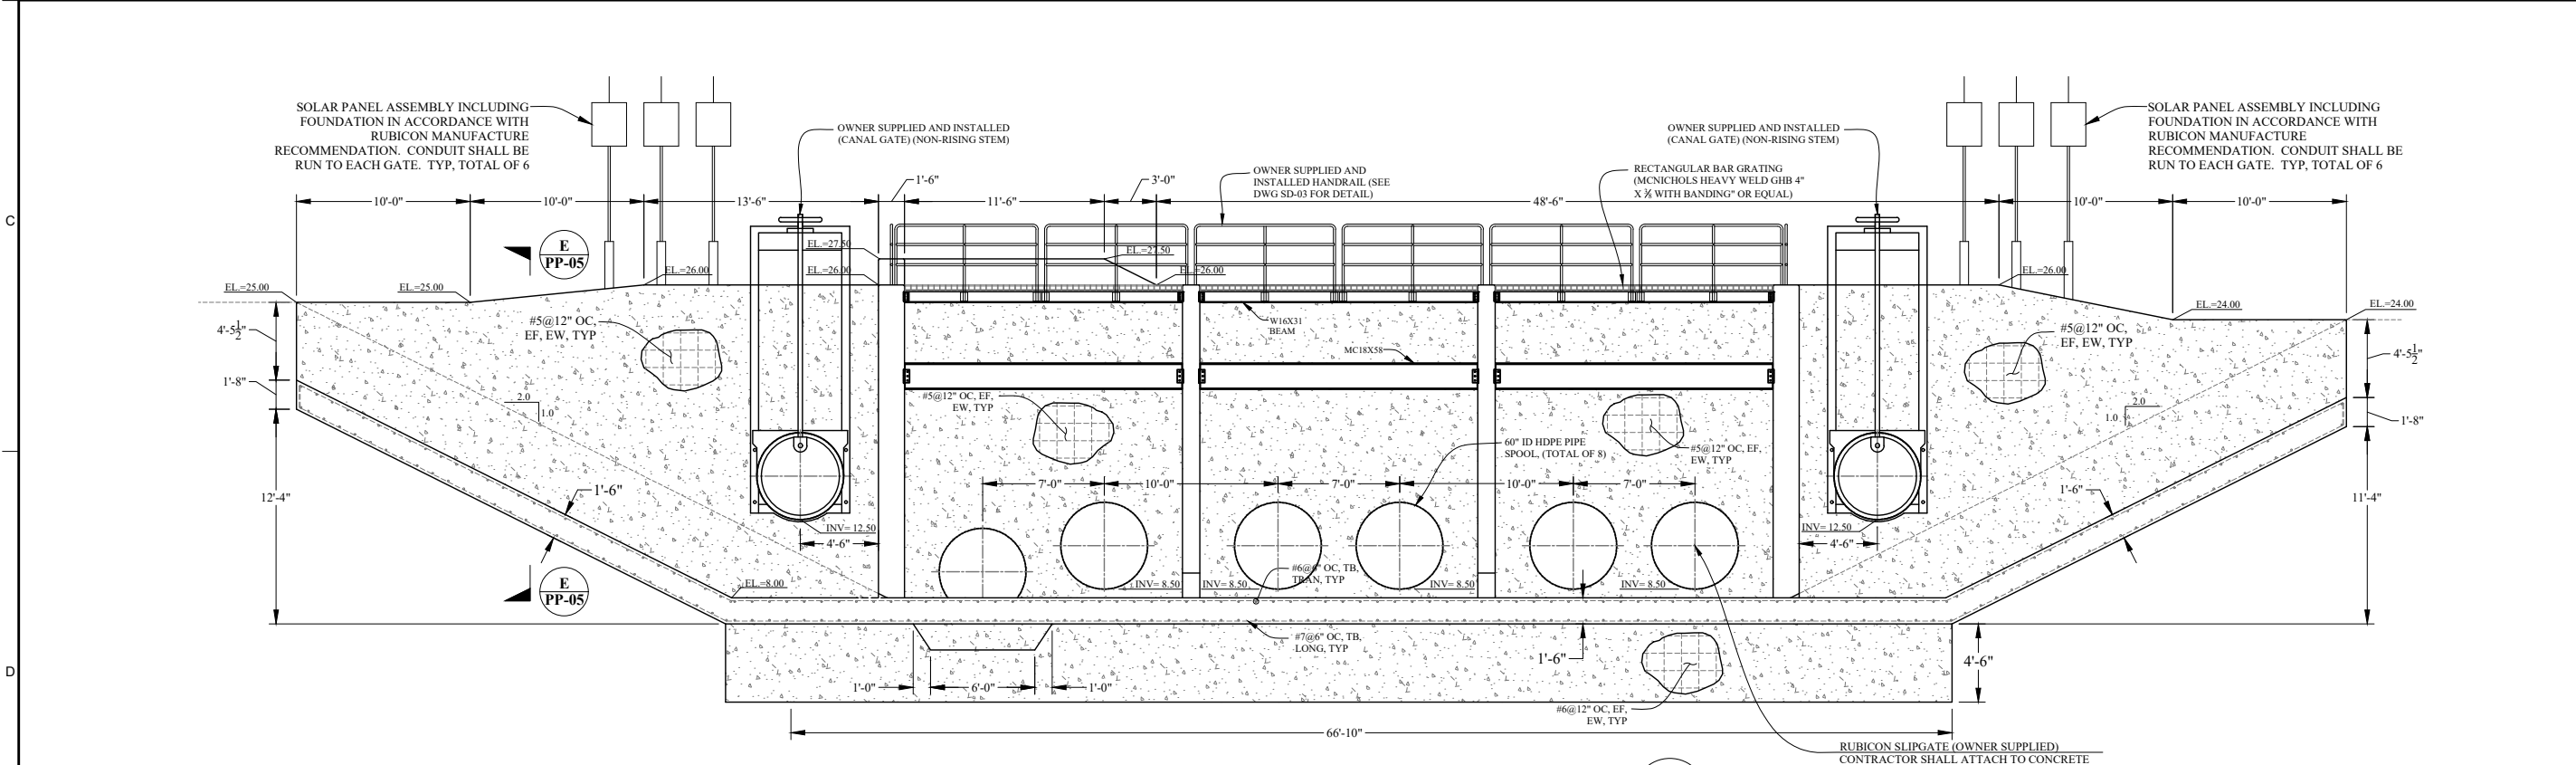 SOLAR PANEL ASSEMBLY INCLUDING
FOUNDATION IN ACCORDANCE WITH
RUBICON MANUFACTURE
RECOMMENDATION. CONDUIT SHALL BE
RUN TO EACH GATE. TYP, TOTAL OF 6
OWNER SUPPLIED AND INSTALLED
(CANAL GATE) (NON-RISING STEM)
OWNER SUPPLIED AND
INSTALLED HANDRAIL (SEE
DWG SD-03 FOR DETAIL)
RECTANGULAR BAR GRATING
(MCNICHOLS HEAVY WELD GHB 4"
X ⅜ WITH BANDING" OR EQUAL)
OWNER SUPPLIED AND INSTALLED
(CANAL GATE) (NON-RISING STEM)
SOLAR PANEL ASSEMBLY INCLUDING
FOUNDATION IN ACCORDANCE WITH
RUBICON MANUFACTURE
RECOMMENDATION. CONDUIT SHALL BE
RUN TO EACH GATE. TYP, TOTAL OF 6
C
10'-0"
10'-0"
13'-6"
1'-6"
11'-6"
3'-0"
48'-6"
10'-0"
10'-0"
E
PP-05
EL.=27.50
EL.=27.50
EL.=26.00
EL.=26.00
EL.=26.00
EL.=26.00
EL.=25.00
EL.=25.00
EL.=24.00
EL.=24.00
4'-5½"
1'-8"
12'-4"
#5@12" OC,
EF, EW, TYP
W16X31
BEAM
MC18X58
#5@12" OC,
EF, EW, TYP
4'-5½"
1'-8"
11'-4"
2.0
1.0
#5@12" OC, EF,
EW, TYP
60" ID HDPE PIPE
SPOOL, (TOTAL OF 8)
#5@12" OC, EF,
EW, TYP
2.0
1.0
1'-6"
7'-0"
10'-0"
7'-0"
10'-0"
7'-0"
1'-6"
INV= 12.50
4'-6"
INV= 12.50
4'-6"
E
PP-05
EL.=8.00
INV= 8.50
INV= 8.50
INV= 8.50
INV= 8.50
#6@6" OC, TB,
TRAN, TYP
#7@6" OC, TB,
LONG, TYP
1'-6"
D
1'-0"
6'-0"
1'-0"
4'-6"
#6@12" OC, EF,
EW, TYP
66'-10"
RUBICON SLIPGATE (OWNER SUPPLIED)
CONTRACTOR SHALL ATTACH TO CONCRETE